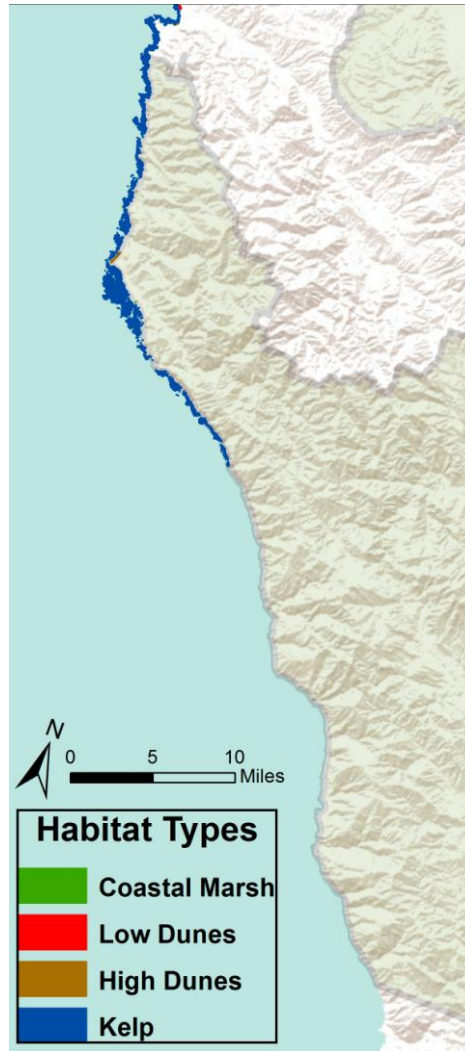 N
0 5 10
Miles
Habitat Types
Coastal Marsh
Low Dunes
High Dunes
Kelp